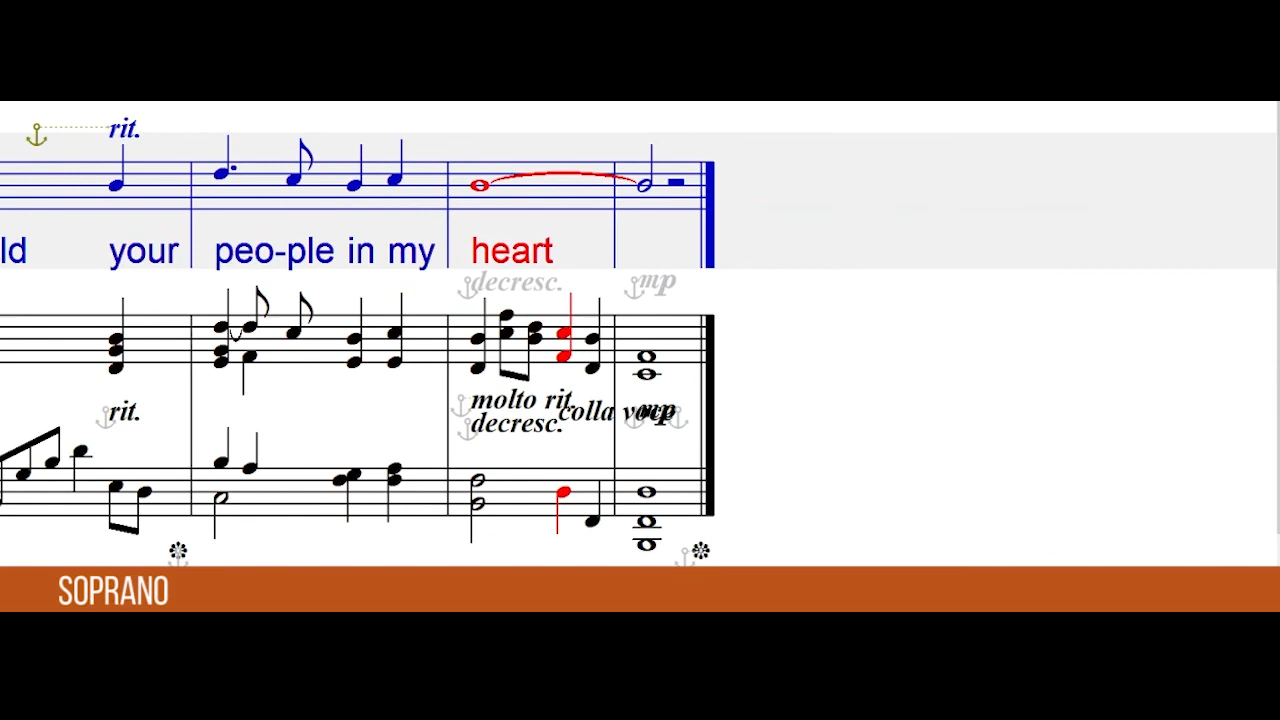 rit.
ld your peo-ple in my heart
decresc. mp
molto rit.
rit. colla voce mp
decresc.
SOPRANO